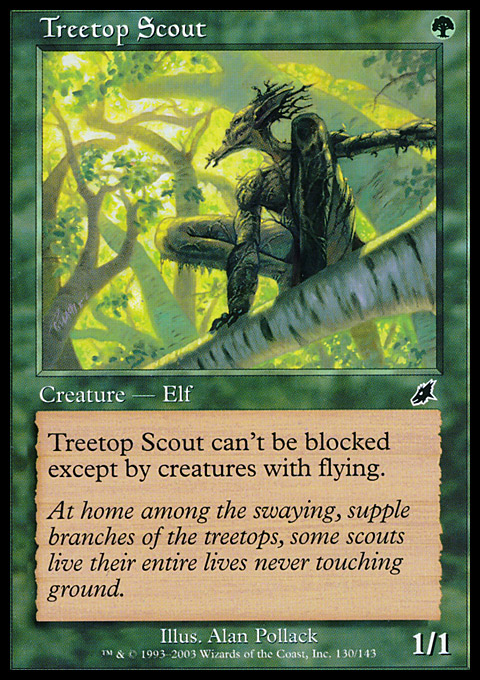 Treetop Scout
Creature — Elf
Treetop Scout can't be blocked
except by creatures with flying.
At home among the swaying, supple
branches of the treetops, some scouts
live their entire lives never touching
ground.
Illus. Alan Pollack
™ & © 1993–2003 Wizards of the Coast, Inc. 130/143
1/1